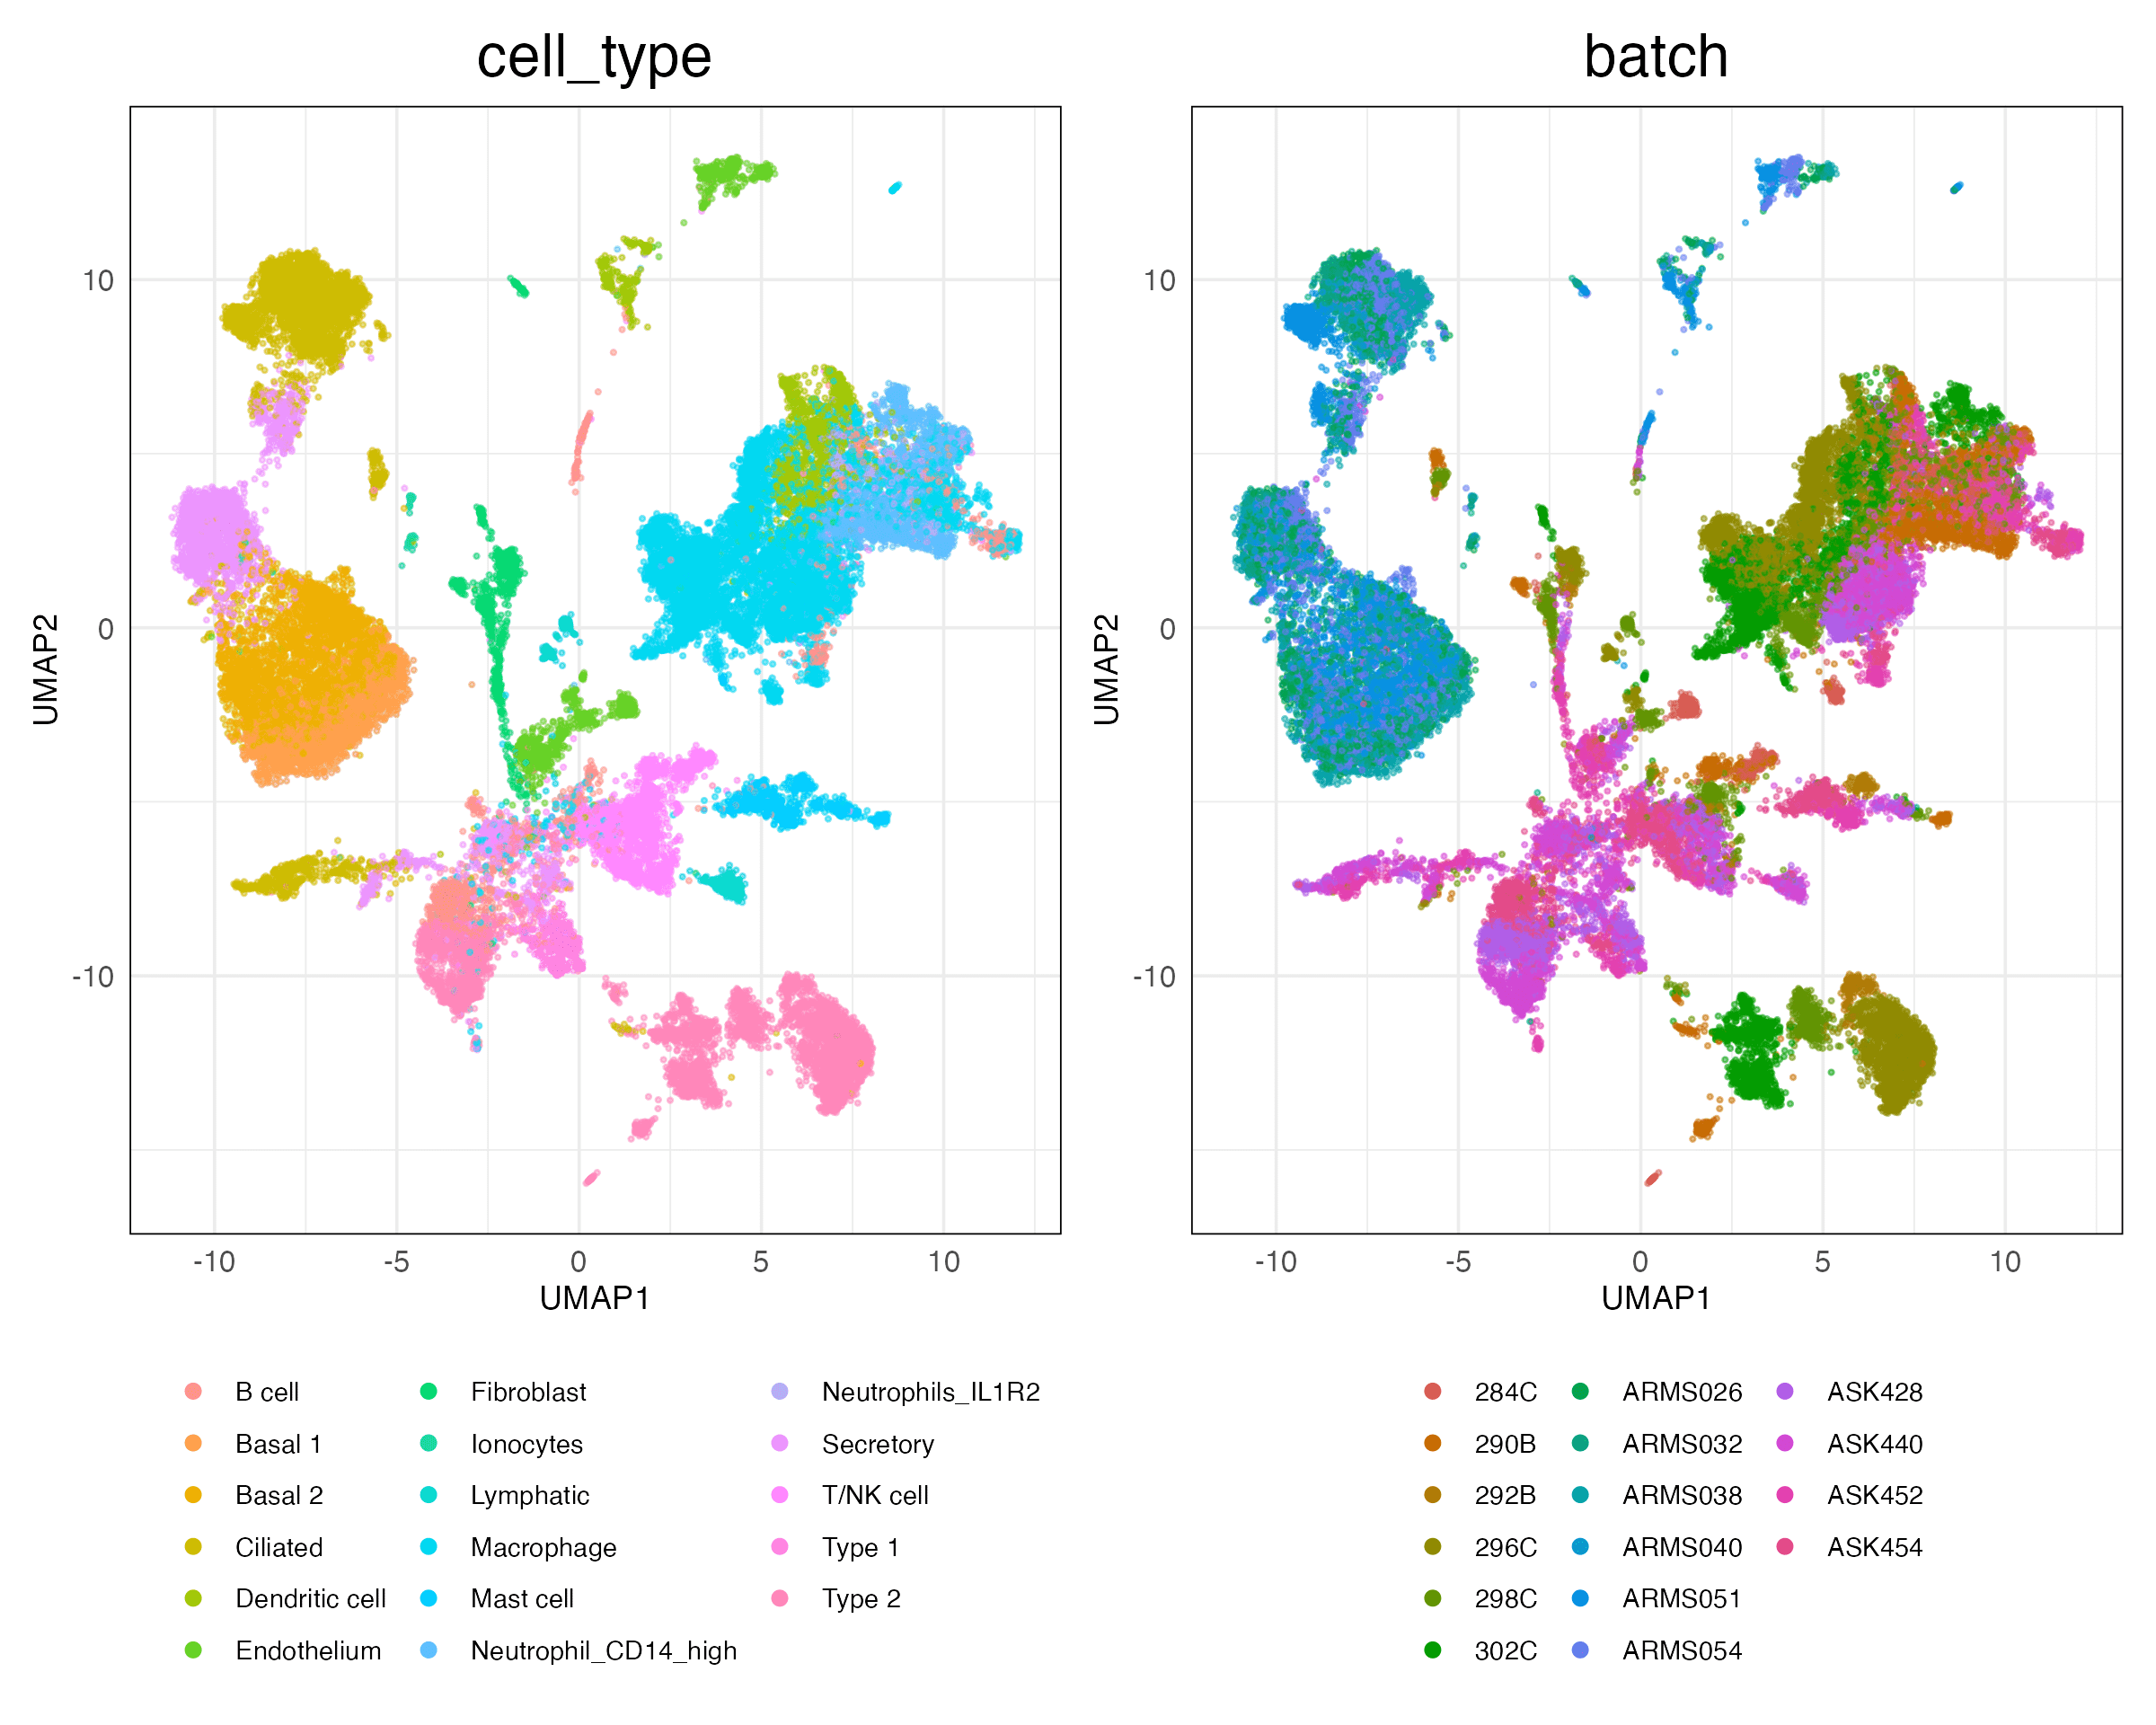 cell_type
10
0
-10
UMAP2
-10 -5 0 5 10
UMAP1
B cell Fibroblast Neutrophils_IL1R2
Basal 1 Ionocytes Secretory
Basal 2 Lymphatic T/NK cell
Ciliated Macrophage Type 1
Dendritic cell Mast cell Type 2
Endothelium Neutrophil_CD14_high
batch
10
0
-10
UMAP2
-10 -5 0 5 10
UMAP1
284C ARMS026 ASK428
290B ARMS032 ASK440
292B ARMS038 ASK452
296C ARMS040 ASK454
298C ARMS051
302C ARMS054